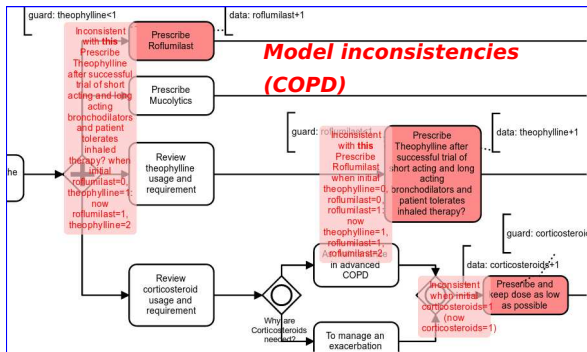 guard: theophylline<1
data: roflumilast+1
Inconsistent
with this
Prescribe
Theophylline
after successful
trial of short
acting and long
acting
bronchodilators
and patient
tolerates
inhaled
therapy? when
initial
roflumilast=0,
theophylline=1:
now
roflumilast=1,
theophylline=2
Prescribe
Roflumilast
Model inconsistencies
(COPD)
Prescribe
Mucolytics
he
Review
theophylline
usage and
requirement
guard:
Inconsistent
with this
Prescribe
Roflumilast
when initial
theophylline=0,
roflumilast=1:
now
theophylline=1,
roflumilast=2
Prescribe
Theophylline after
successful trial of
short acting and long
acting
bronchodilators and
patient tolerates
inhaled therapy?
data: theophylline+1
guard: corticosteroid
data: corticosteroids+1
Review
corticosteroid
usage and
requirement
Why are
Corticosteroids
needed?
in advanced
COPD
To manage an
exacerbation
Inconsistent
when initial
corticosteroids=1
(now
corticosteroids=1)
Prescribe and
keep dose as low
as possible